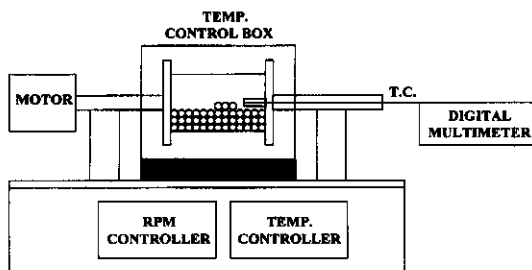 TEMP.
CONTROL BOX
MOTOR
T.C.
DIGITAL
MULTIMETER
RPM
CONTROLLER
TEMP.
CONTROLLER